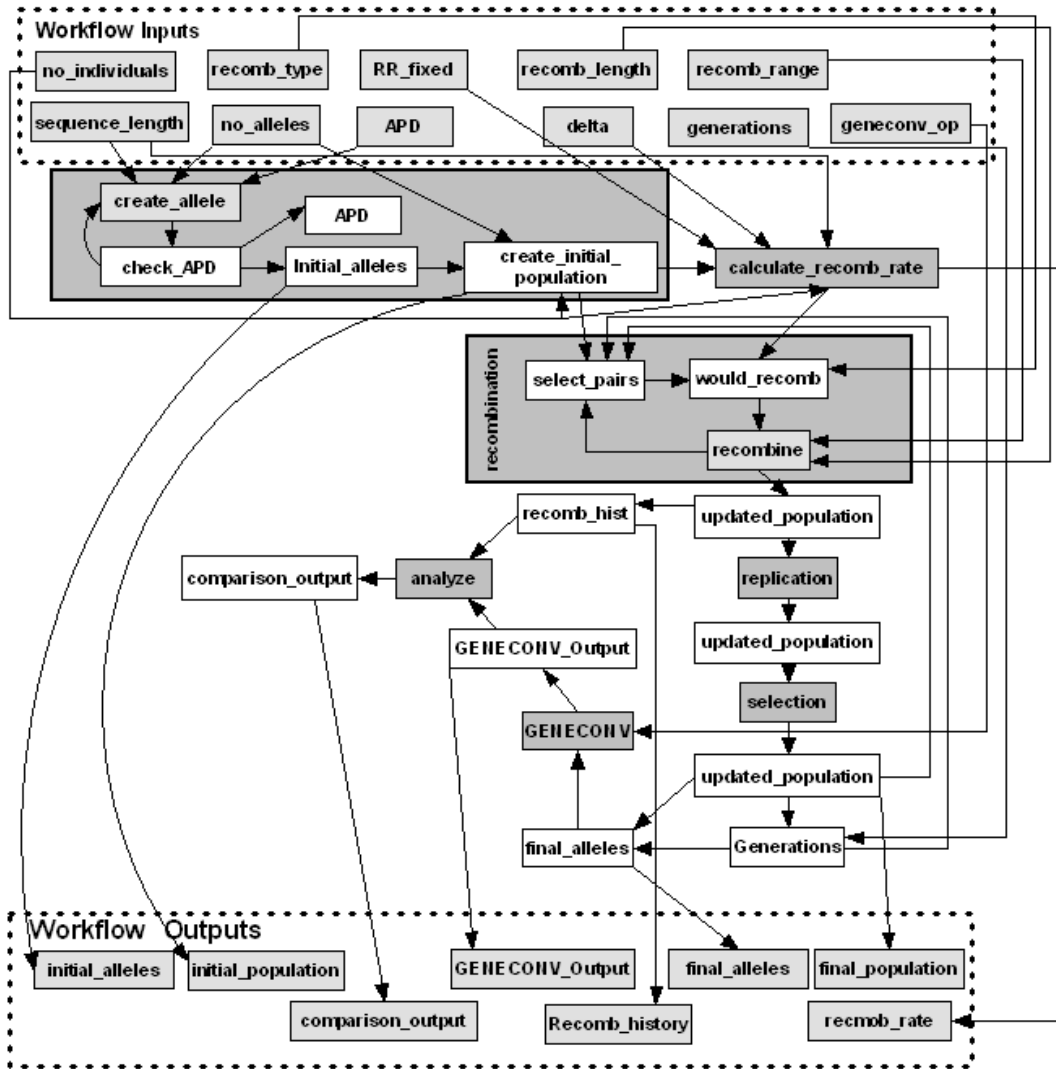 Workflow Inputs
no_individuals
recomb_type
RR_fixed
recomb_length
recomb_range
sequence_length
no_alleles
APD
delta
generations
geneconv_op
create_allele
APD
check_APD
Initial_alleles
create_initial_
population
calculate_recomb_rate
recombination
select_pairs
would_recomb
recombine
recomb_hist
updated_population
comparison_output
analyze
replication
GENECONV_Output
updated_population
GENECONV
selection
updated_population
final_alleles
Generations
Workflow Outputs
initial_alleles
initial_population
GENECONV_Output
final_alleles
final_population
comparison_output
Recomb_history
recmob_rate